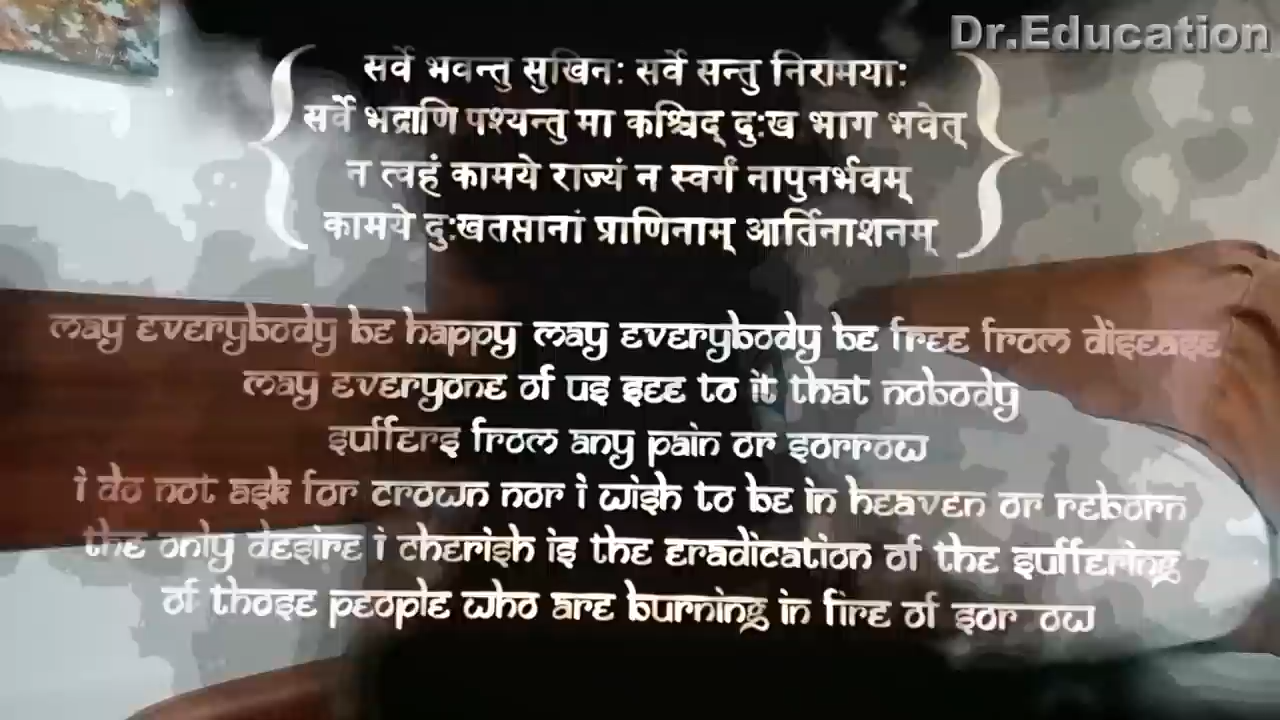 Dr.Education
सर्वे भवन्तु सुखिन: सर्वे सन्तु निरामया:
सर्वे भद्राणि पश्यन्तु मा कश्चिद् दु:ख भाग भवेत्
न त्वहं कामये राज्यं न स्वर्गं नापुनर्भवम्
कामये दु:खतप्तानां प्राणिनाम् आर्तिनाशनम्
may everybody be happy may everybody be free from disease
may everyone of us see to it that nobody
suffers from any pain or sorrow
i do not ask for crown nor i wish to be in heaven or reborn
the only desire i cherish is the eradication of the suffering
of those people who are burning in fire of sor ow